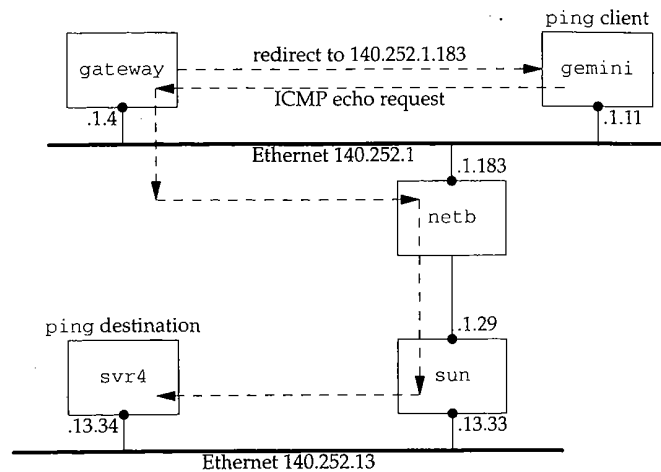 ping client
gateway
redirect to 140.252.1.183
gemini
ICMP echo request
.1.4
.1.11
Ethernet 140.252.1
.1.183
netb
.1.29
ping destination
svr4
sun
.13.34
.13.33
Ethernet 140.252.13